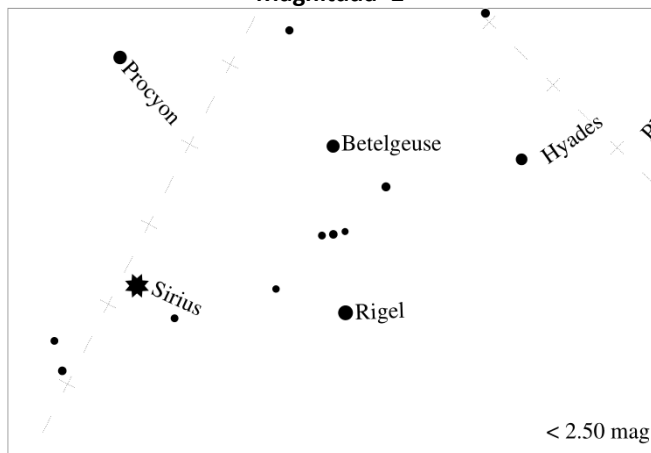 Procyon
Betelgeuse
Hyades
Sirius
Rigel
< 2.50 mag